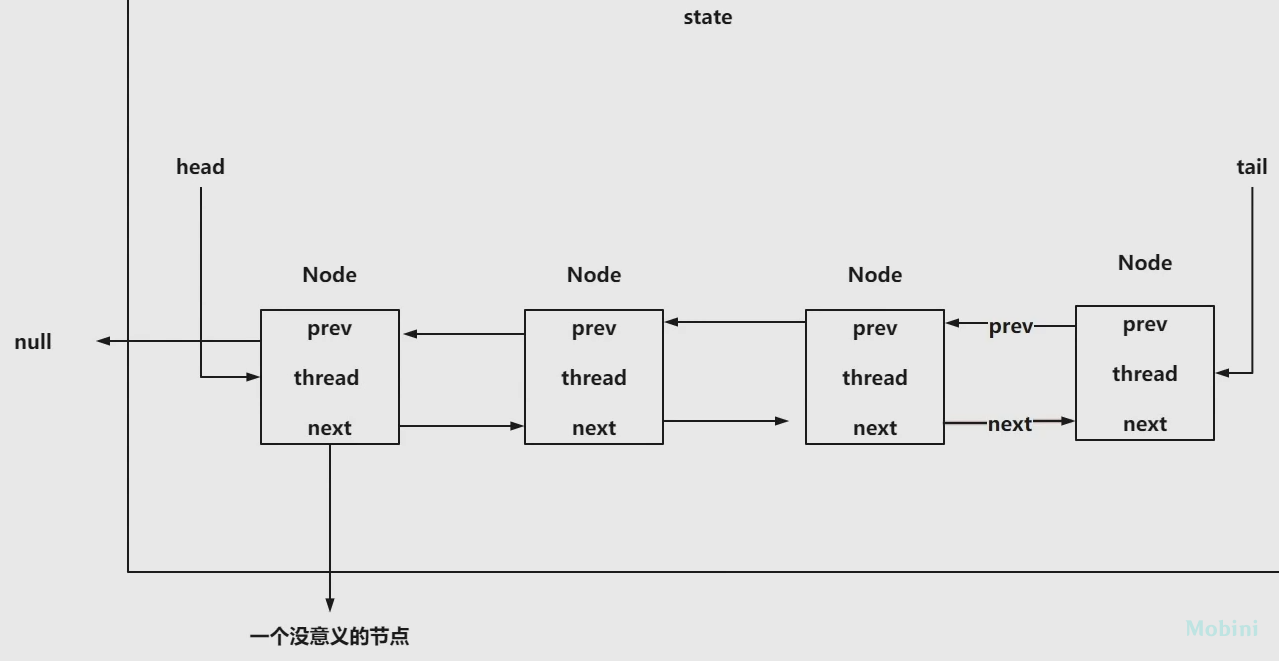 state
head
tail
Node
Node
Node
Node
null
prev
thread
next
prev
thread
next
prev
thread
next
prev
next
prev
thread
next
一个没意义的节点
Mobini